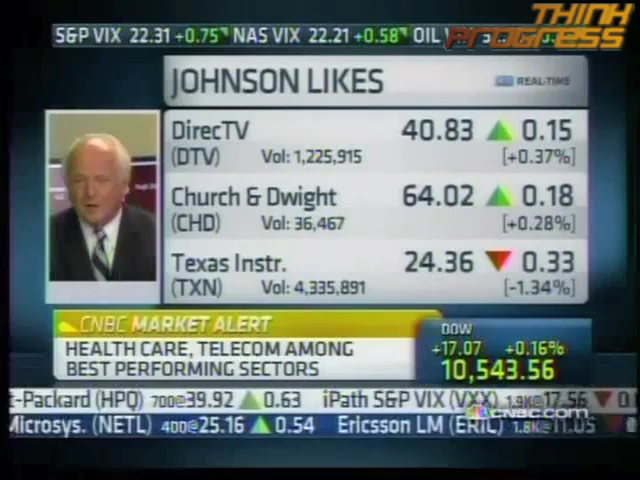 THINK
PROGRESS
S&P VIX 22.31 +0.75 NAS VIX 22.21 +0.58 OIL
JOHNSON LIKES
REAL-TIME
DirecTV 40.83 0.15
(DTV) Vol: 1,225,915 [+0.37%]
Church & Dwight 64.02 0.18
(CHD) Vol: 36,467 [+0.28%]
Texas Instr. 24.36 0.33
(TXN) Vol: 4,335,891 [-1.34%]
CNBC MARKET ALERT
HEALTH CARE, TELECOM AMONG
BEST PERFORMING SECTORS
DOW
+17.07 +0.16%
10,543.56
t-Packard (HPQ) 700@39.92 0.63 iPath S&P VIX (VXX) 1.9K@17.56 0
CNBC.COM
Microsys. (NETL) 400@25.16 0.54 Ericsson LM (ERIC) 1.8K@11.05